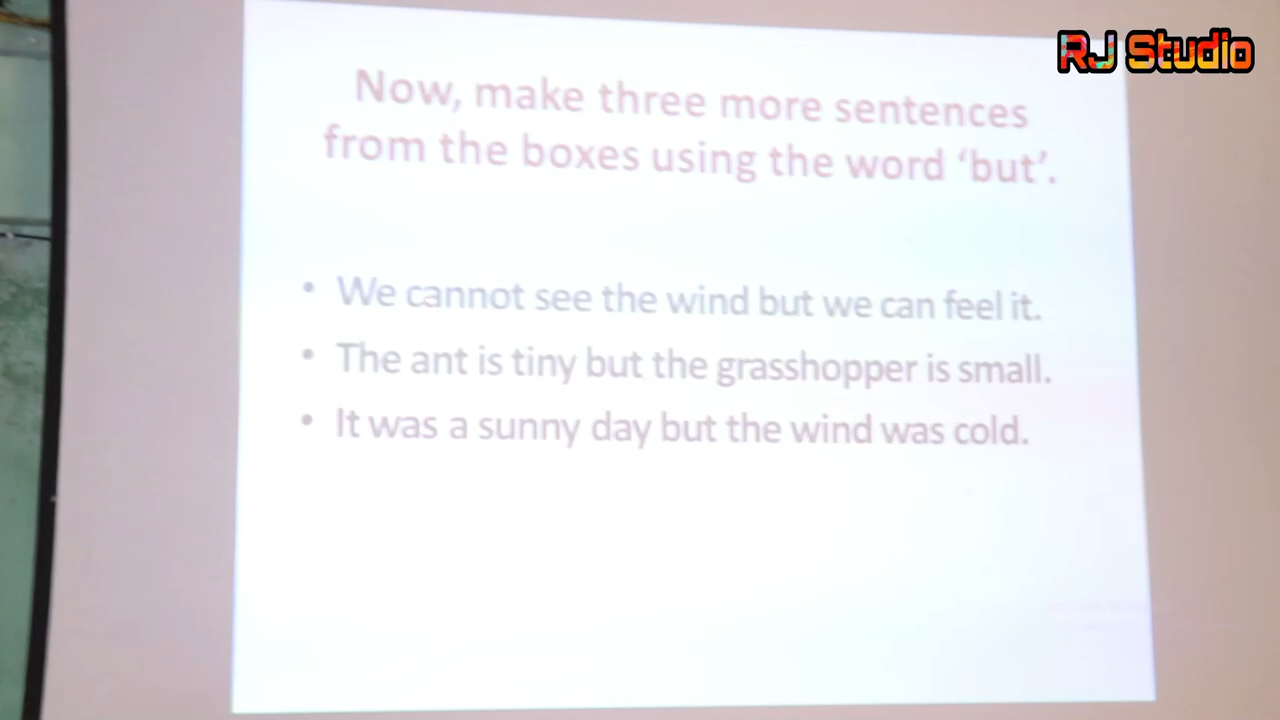 RJ Studio
Now, make three more sentences
from the boxes using the word ‘but’.
• We cannot see the wind but we can feel it.
• The ant is tiny but the grasshopper is small.
• It was a sunny day but the wind was cold.